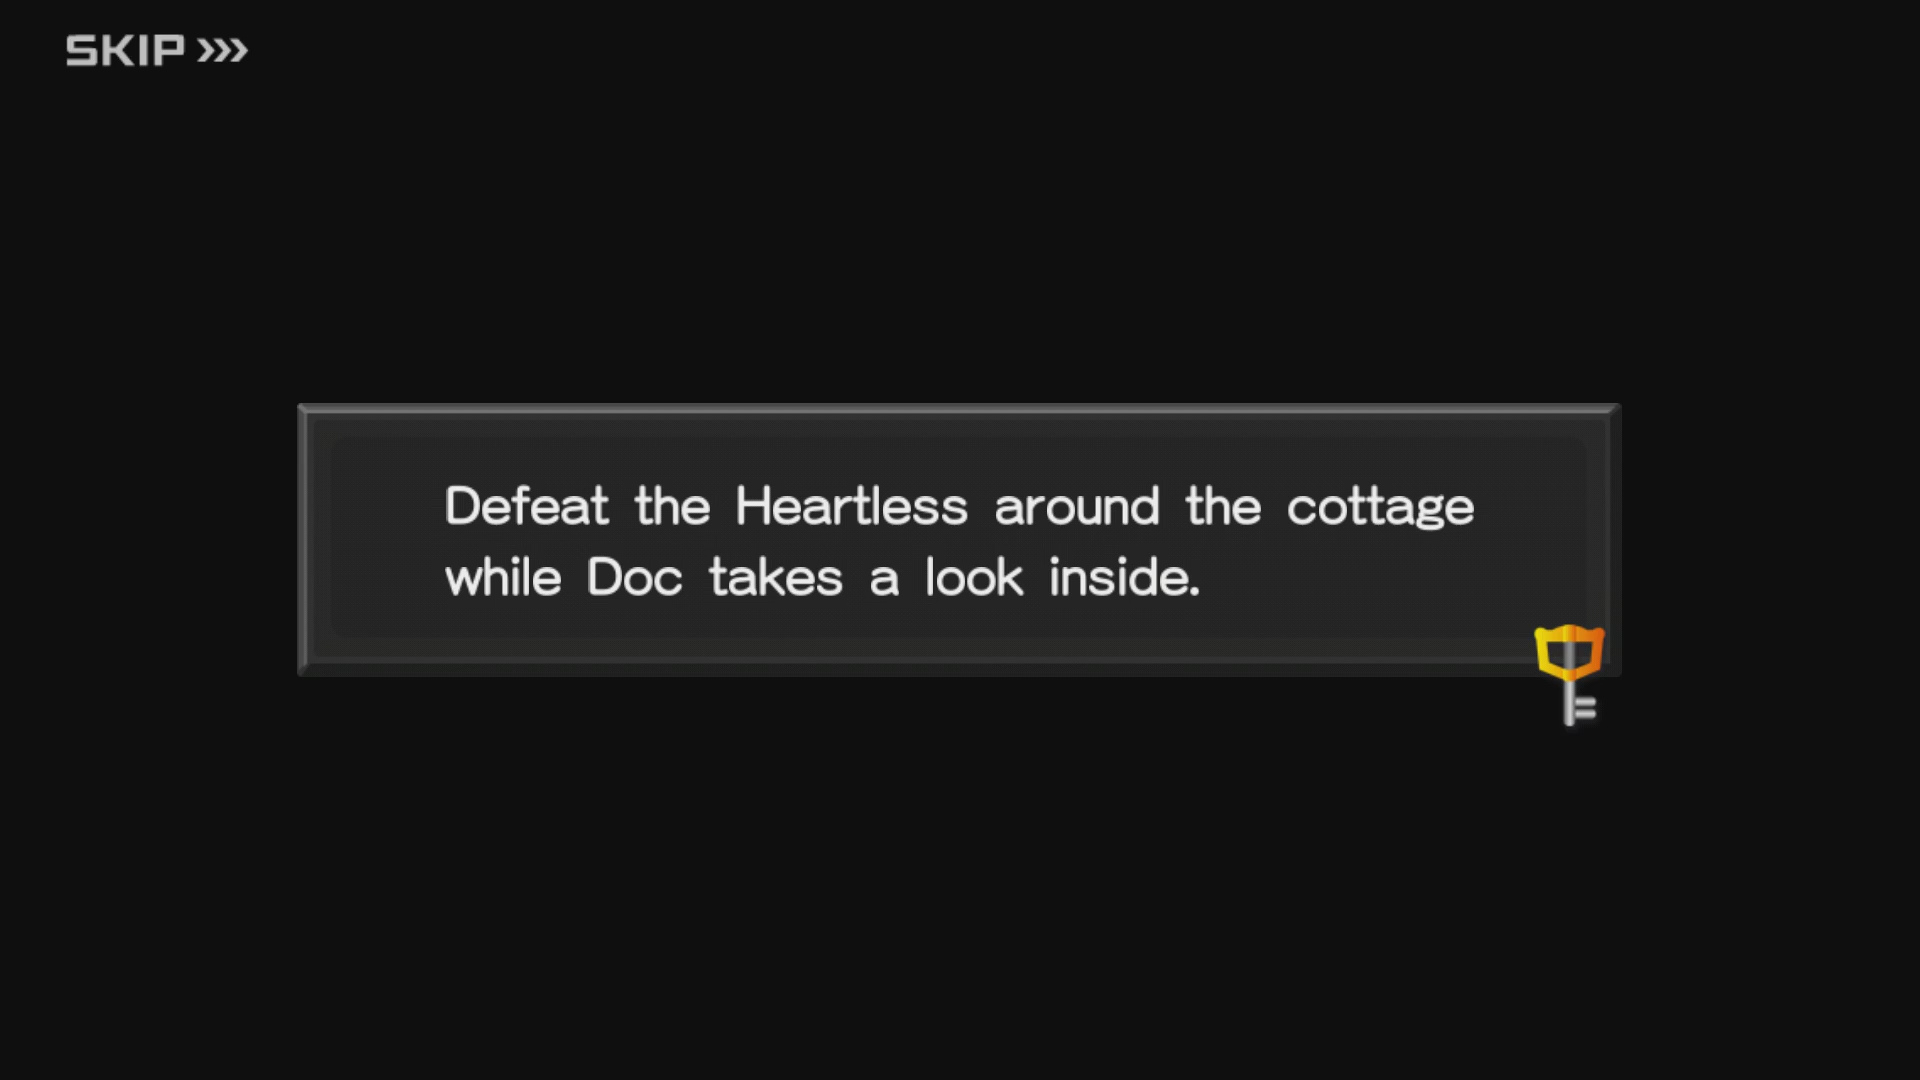 SKIP >>>
Defeat the Heartless around the cottage
while Doc takes a look inside.